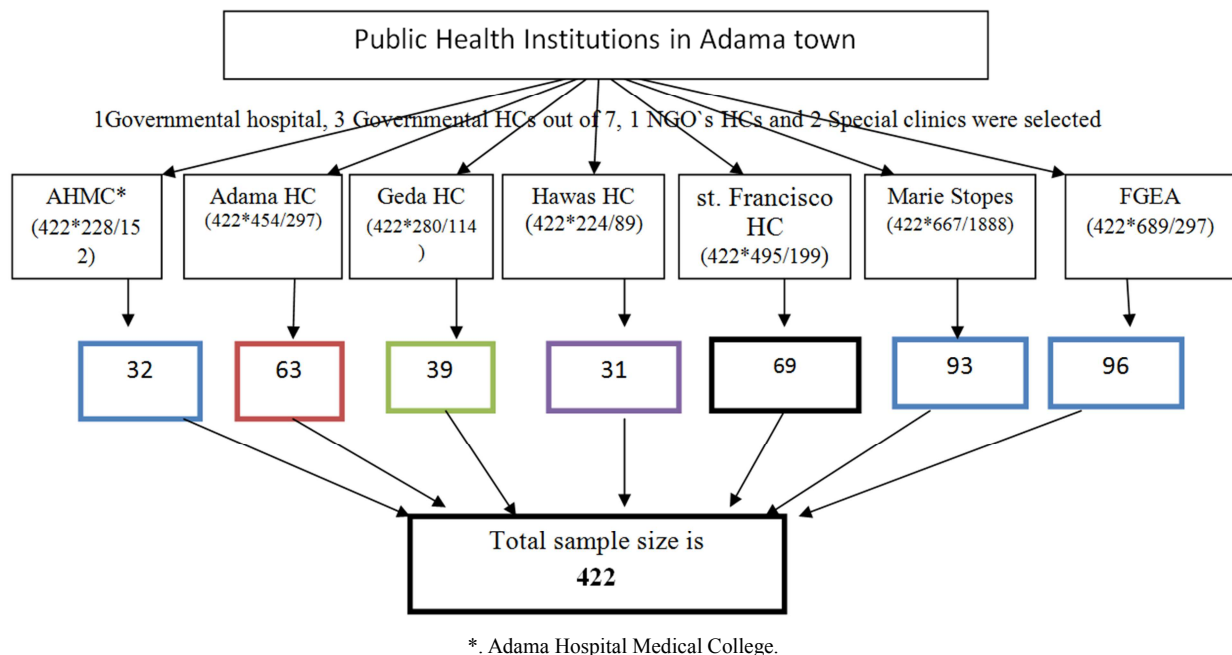 Public Health Institutions in Adama town
1Governmental hospital, 3 Governmental HCs out of 7, 1 NGO`s HCs and 2 Special clinics were selected
AHMC*
(422*228/15
2)
Adama HC
(422*454/297)
Geda HC
(422*280/114
)
Hawas HC
(422*224/89)
st. Francisco
HC
(422*495/199)
Marie Stopes
(422*667/1888)
FGEA
(422*689/297)
32
63
39
31
69
93
96
Total sample size is
422
*. Adama Hospital Medical College.